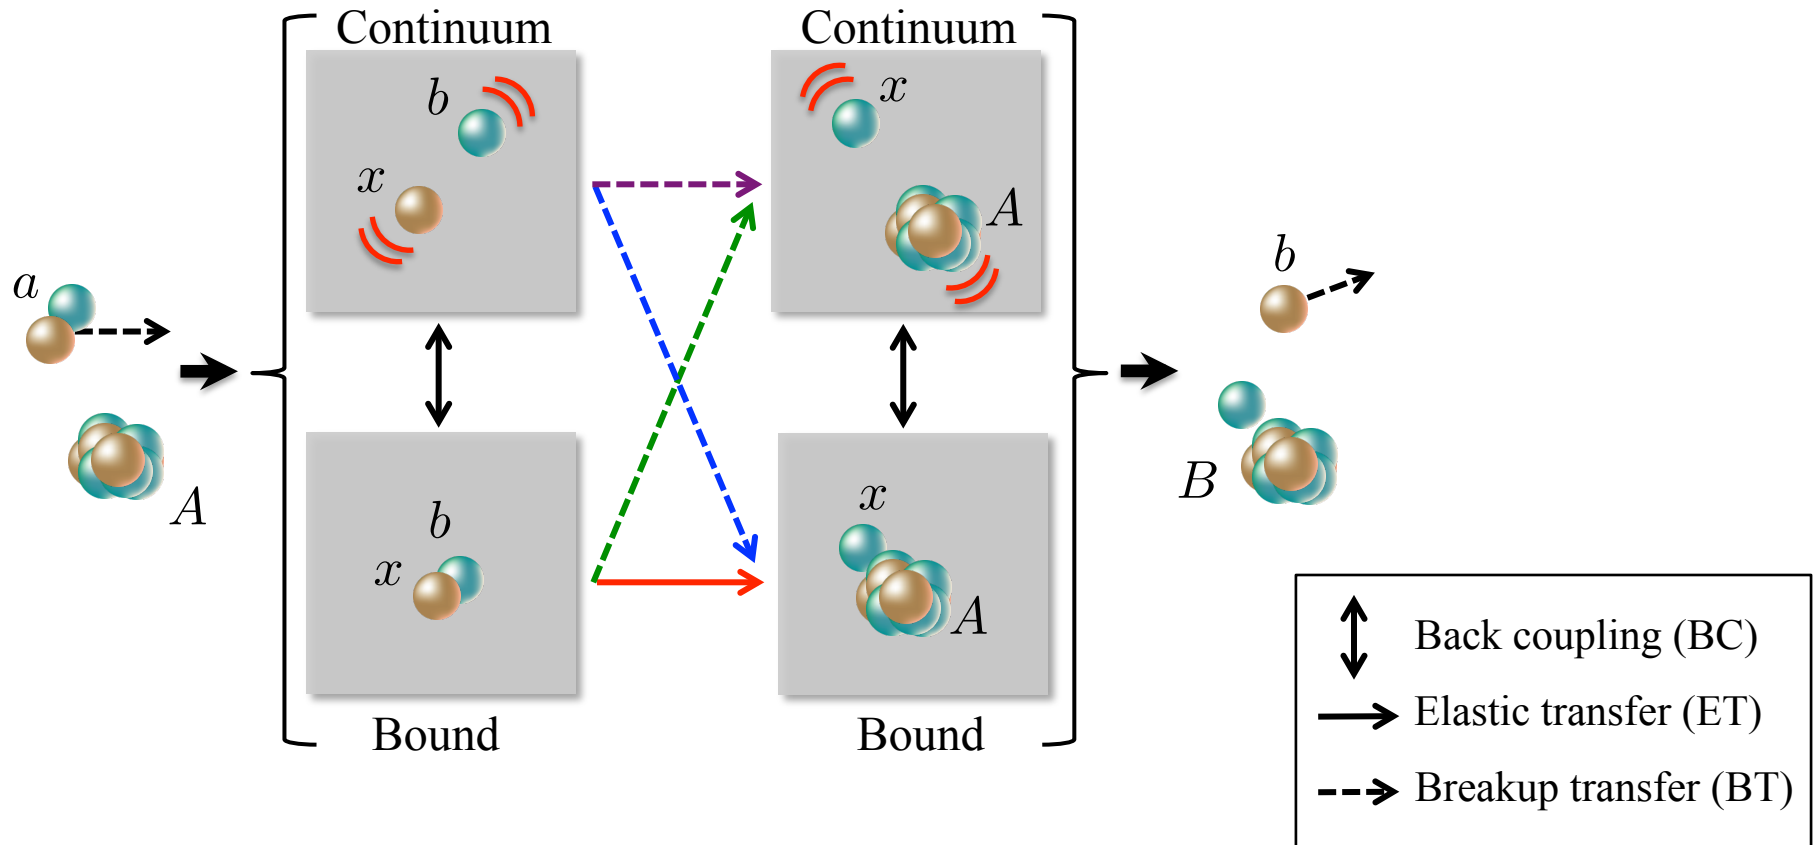 Continuum
Continuum
b
x
x
A
a
A
b
B
b
x
x
A
Bound
Bound
Back coupling (BC)
Elastic transfer (ET)
Breakup transfer (BT)